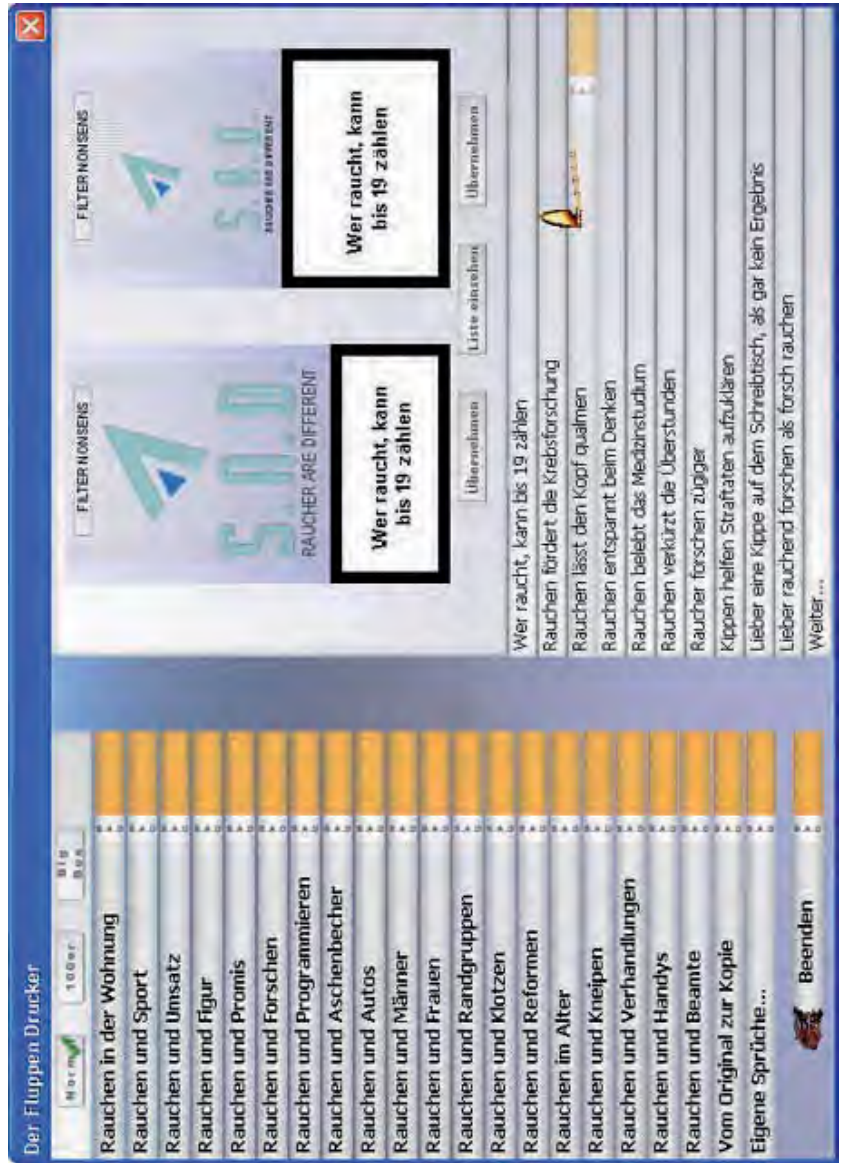 Der Fluppen Drucker
Norm
100er
Big Box
Rauchen in der Wohnung
Rauchen und Sport
Rauchen und Umsatz
Rauchen und Figur
Rauchen und Promis
Rauchen und Forschen
Rauchen und Programmieren
Rauchen und Aschenbecher
Rauchen und Autos
Rauchen und Männer
Rauchen und Frauen
Rauchen und Randgruppen
Rauchen und Klotzen
Rauchen und Reformen
Rauchen im Alter
Rauchen und Kneipen
Rauchen und Verhandlungen
Rauchen und Handys
Rauchen und Beamte
Vom Original zur Kopie
Eigene Sprüche...
Beenden
FILTER NONSENS
RAUCHER ARE DIFFERENT
Wer raucht, kann
bis 19 zählen
Übernehmen
Liste einsehen
FILTER NONSENS
RAUCHER ARE DIFFERENT
Wer raucht, kann
bis 19 zählen
Übernehmen
Wer raucht, kann bis 19 zählen
Rauchen fördert die Krebsforschung
Rauchen lässt den Kopf qualmen
Rauchen entspannt beim Denken
Rauchen belebt das Medizinstudium
Rauchen verkürzt die Überstunden
Raucher forschen zügiger
Kippen helfen Straftaten aufzuklären
Lieber eine Kippe auf dem Schreibtisch, als gar kein Ergebnis
Lieber rauchend forschen als forsch rauchen
Weiter...